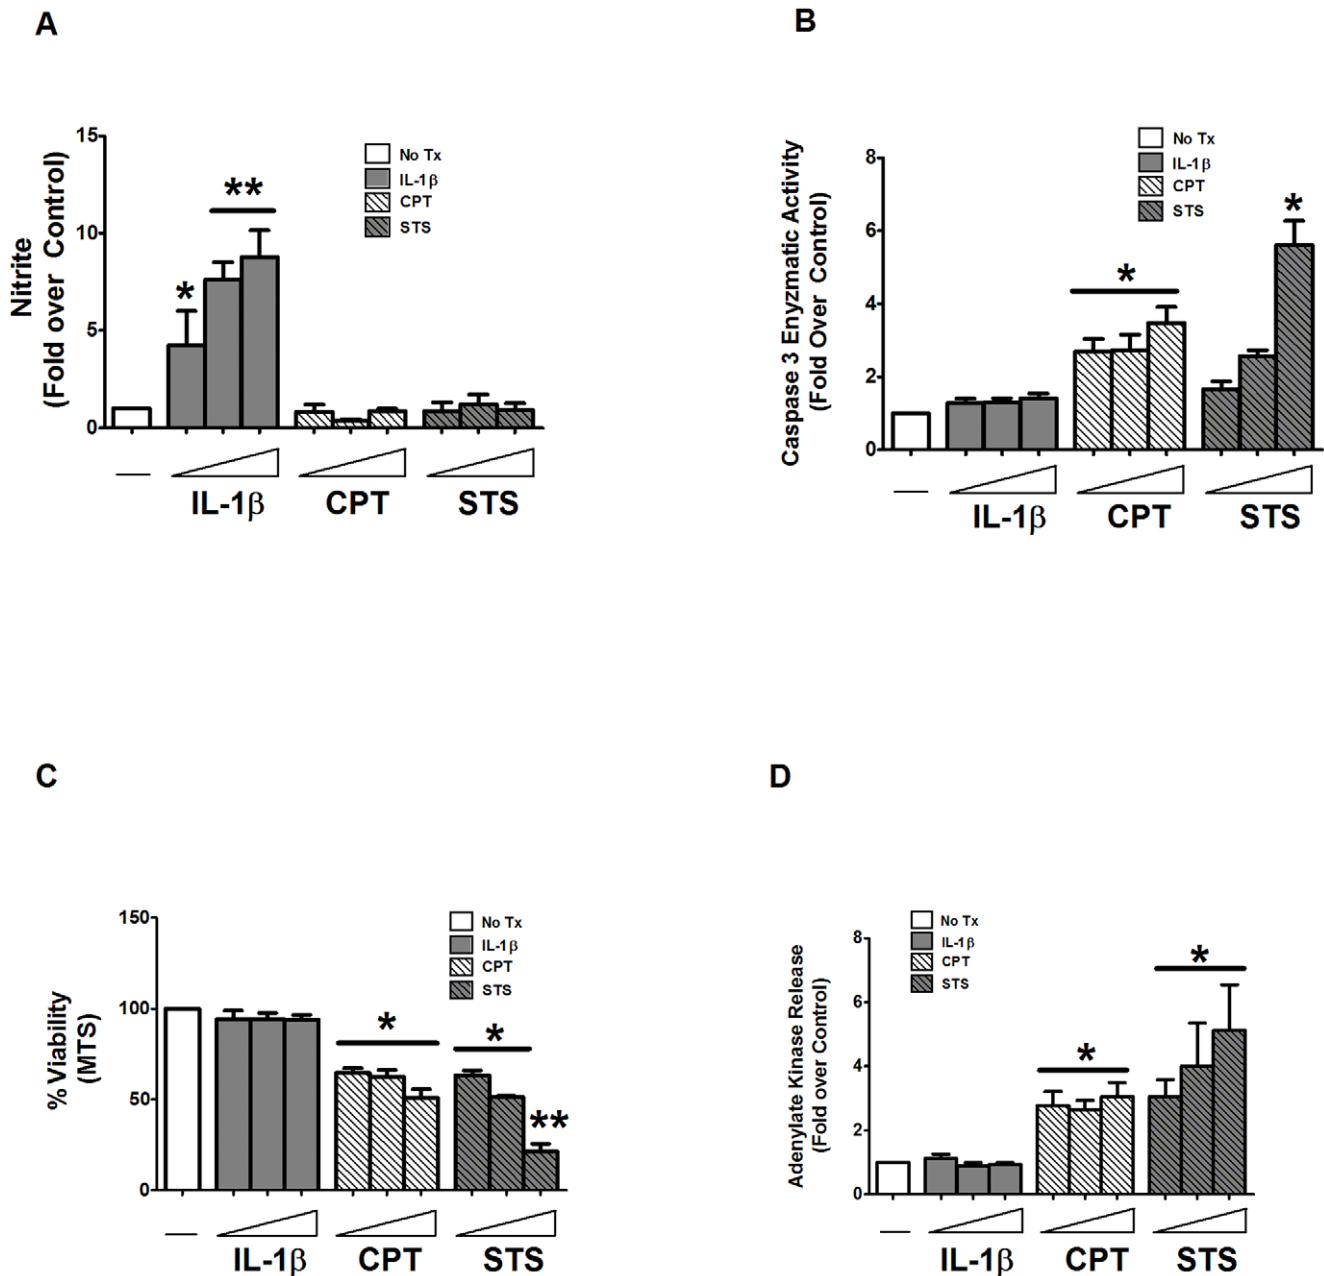 A
Nitrite
(Fold over Control)
15
10
5
0
No Tx
IL-1β
CPT
STS
*
**
IL-1β
CPT
STS
B
Caspase 3 Enyzmatic Activity
(Fold Over Control)
8
6
4
2
0
No Tx
IL-1β
CPT
STS
*
*
IL-1β
CPT
STS
C
% Viability
(MTS)
150
100
50
0
No Tx
IL-1β
CPT
STS
*
*
**
IL-1β
CPT
STS
D
Adenylate Kinase Release
(Fold over Control)
8
6
4
2
0
No Tx
IL-1β
CPT
STS
*
*
IL-1β
CPT
STS